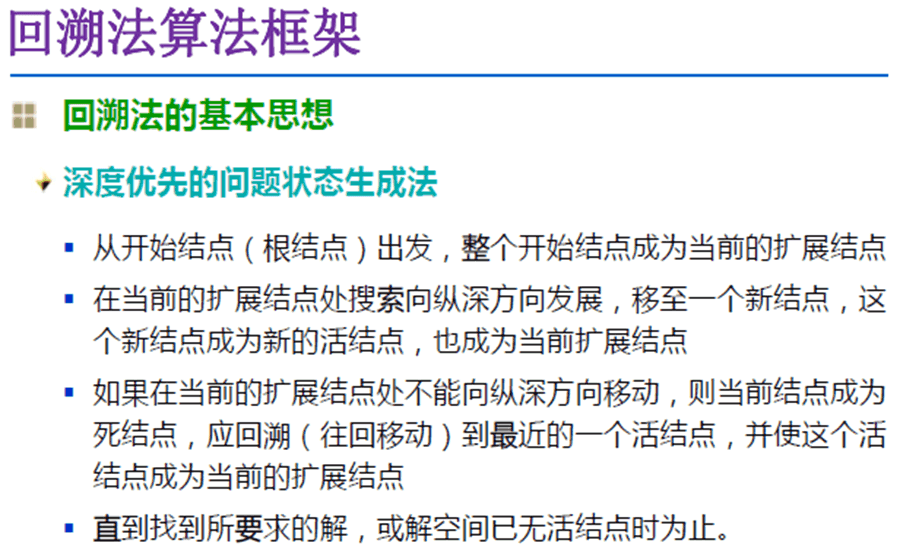 回溯法算法框架
回溯法的基本思想
深度优先的问题状态生成法
从开始结点（根结点）出发，整个开始结点成为当前的扩展结点
在当前的扩展结点处搜索向纵深方向发展，移至一个新结点，这
个新结点成为新的活结点，也成为当前扩展结点
如果在当前的扩展结点处不能向纵深方向移动，则当前结点成为
死结点，应回溯（往回移动）到最近的一个活结点，并使这个活
结点成为当前的扩展结点
直到找到所要求的解，或解空间已无活结点时为止。